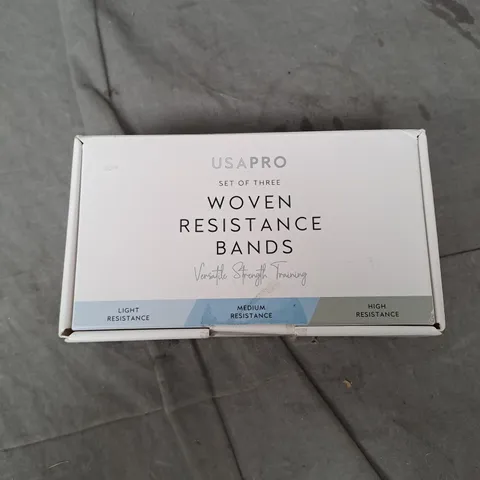 USAPRO
SET OF THREE
WOVEN
RESISTANCE
BANDS
Versatile Strength Training
LIGHT
RESISTANCE
MEDIUM
RESISTANCE
HIGH
RESISTANCE